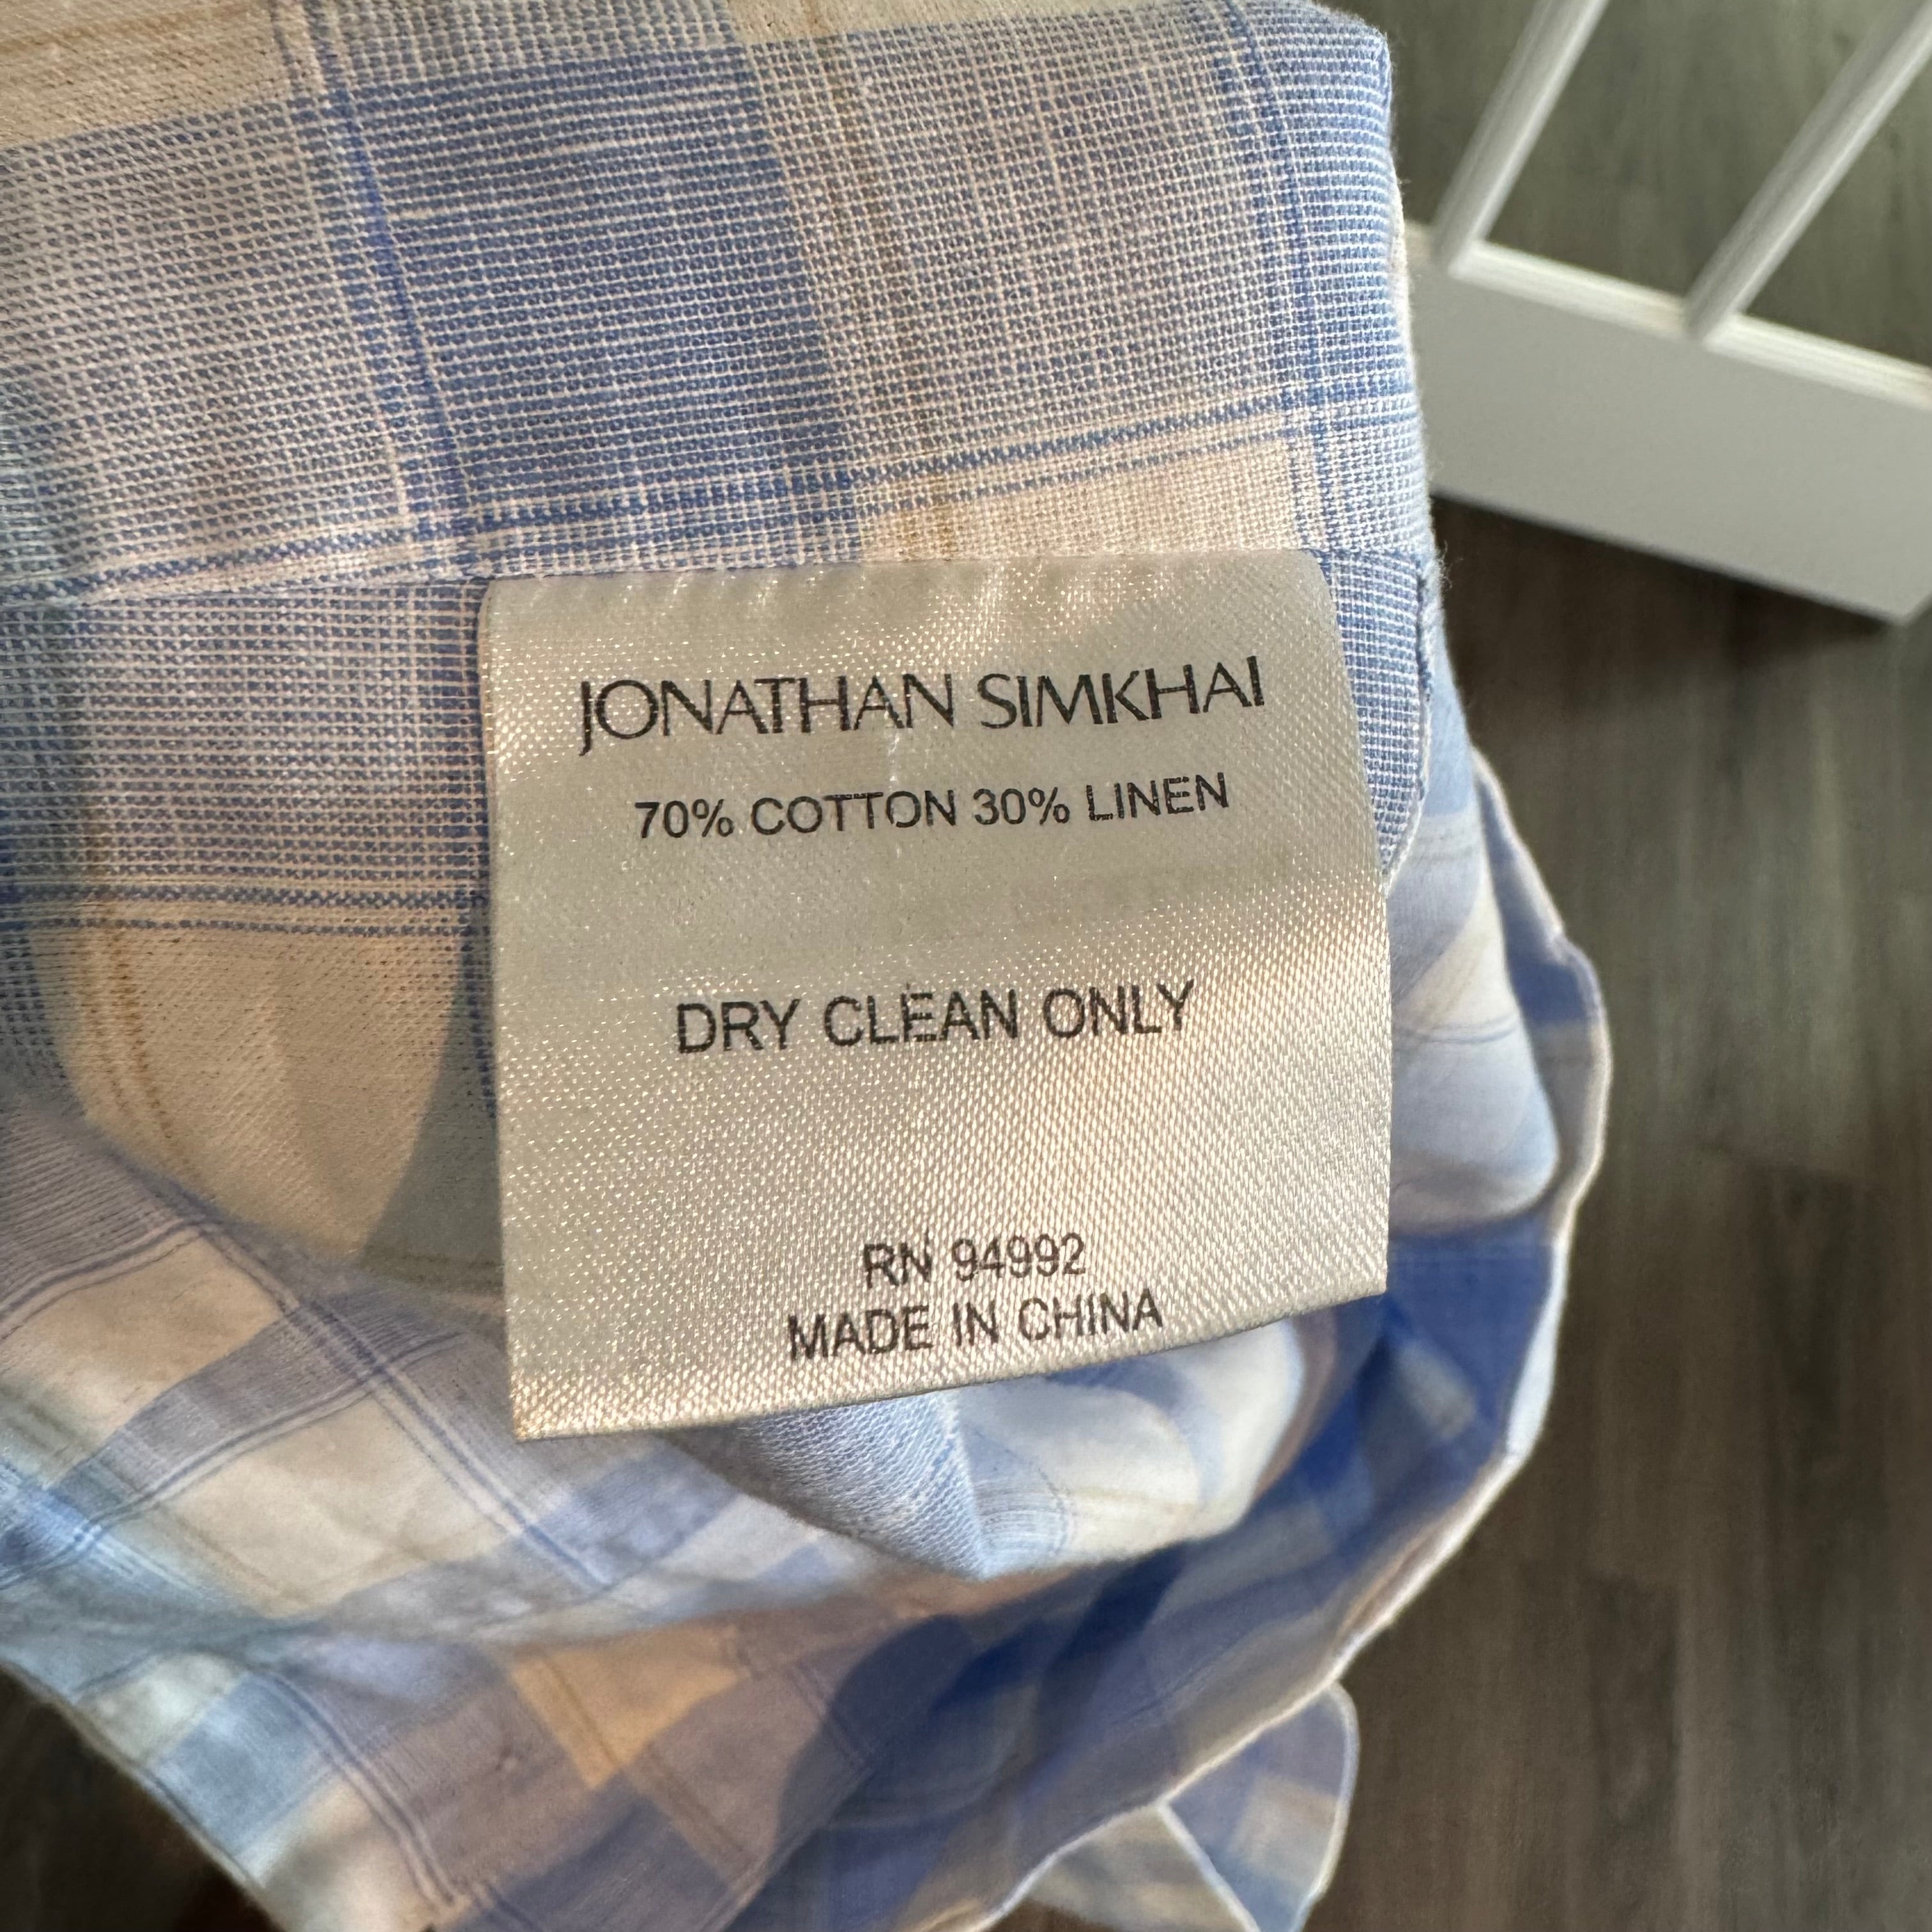 JONATHAN SIMKHAI
70% COTTON 30% LINEN
DRY CLEAN ONLY
RN 94992
MADE IN CHINA